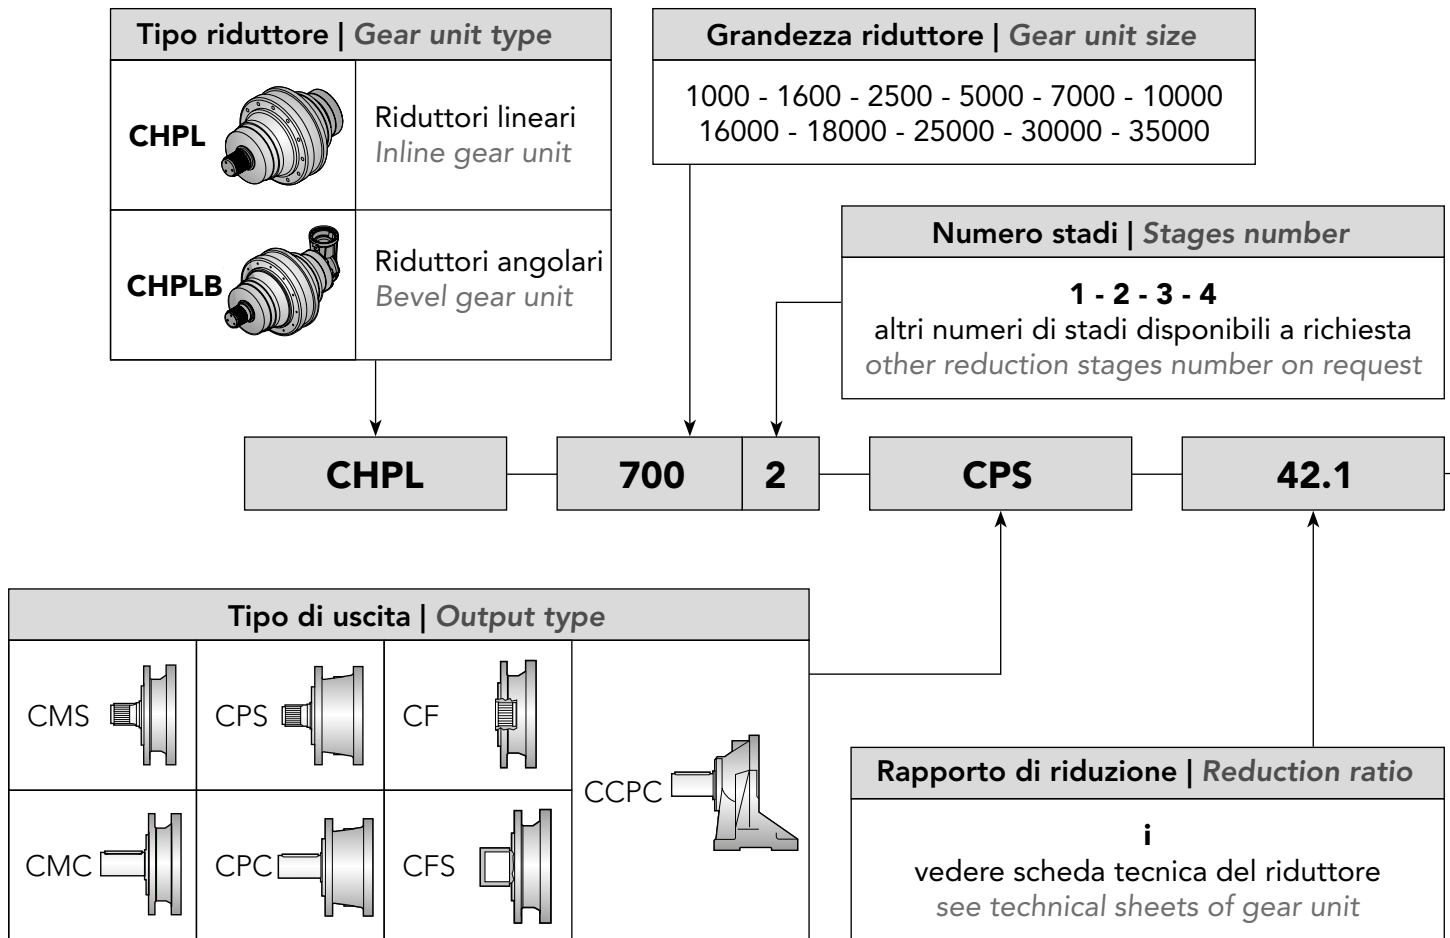 Tipo riduttore | Gear unit type
CHPL
Riduttori lineari
Inline gear unit
CHPLB
Riduttori angolari
Bevel gear unit
Grandezza riduttore | Gear unit size
1000 - 1600 - 2500 - 5000 - 7000 - 10000
16000 - 18000 - 25000 - 30000 - 35000
Numero stadi | Stages number
1 - 2 - 3 - 4
altri numeri di stadi disponibili a richiesta
other reduction stages number on request
CHPL 700 2 CPS 42.1
Tipo di uscita | Output type
CMS CPS CF
CCPC
CMC CPC CFS
Rapporto di riduzione | Reduction ratio
i
vedere scheda tecnica del riduttore
see technical sheets of gear unit